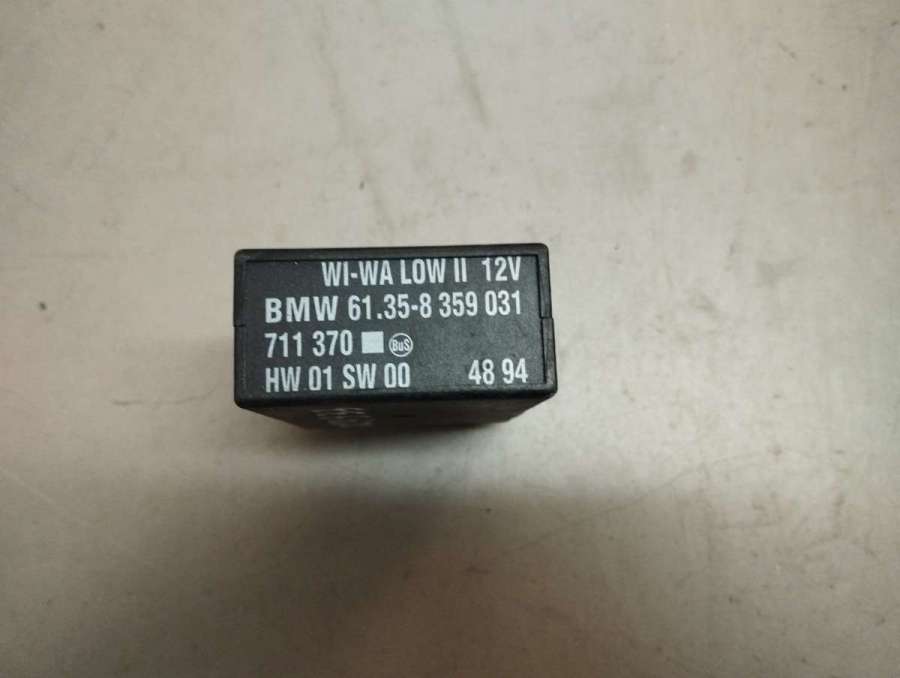 WI-WA LOW II 12V
BMW 61.35-8 359 031
711 370 BuS
HW 01 SW 00 48 94